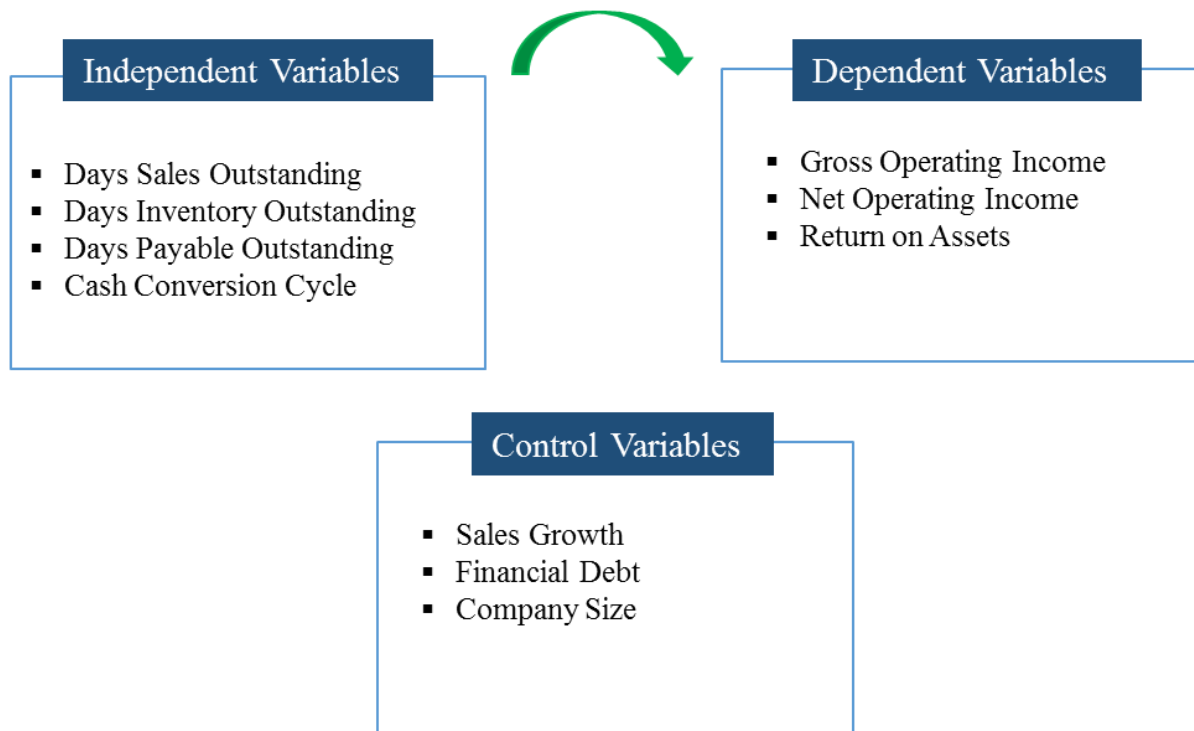 Independent Variables
▪ Days Sales Outstanding
▪ Days Inventory Outstanding
▪ Days Payable Outstanding
▪ Cash Conversion Cycle
Dependent Variables
▪ Gross Operating Income
▪ Net Operating Income
▪ Return on Assets
Control Variables
▪ Sales Growth
▪ Financial Debt
▪ Company Size